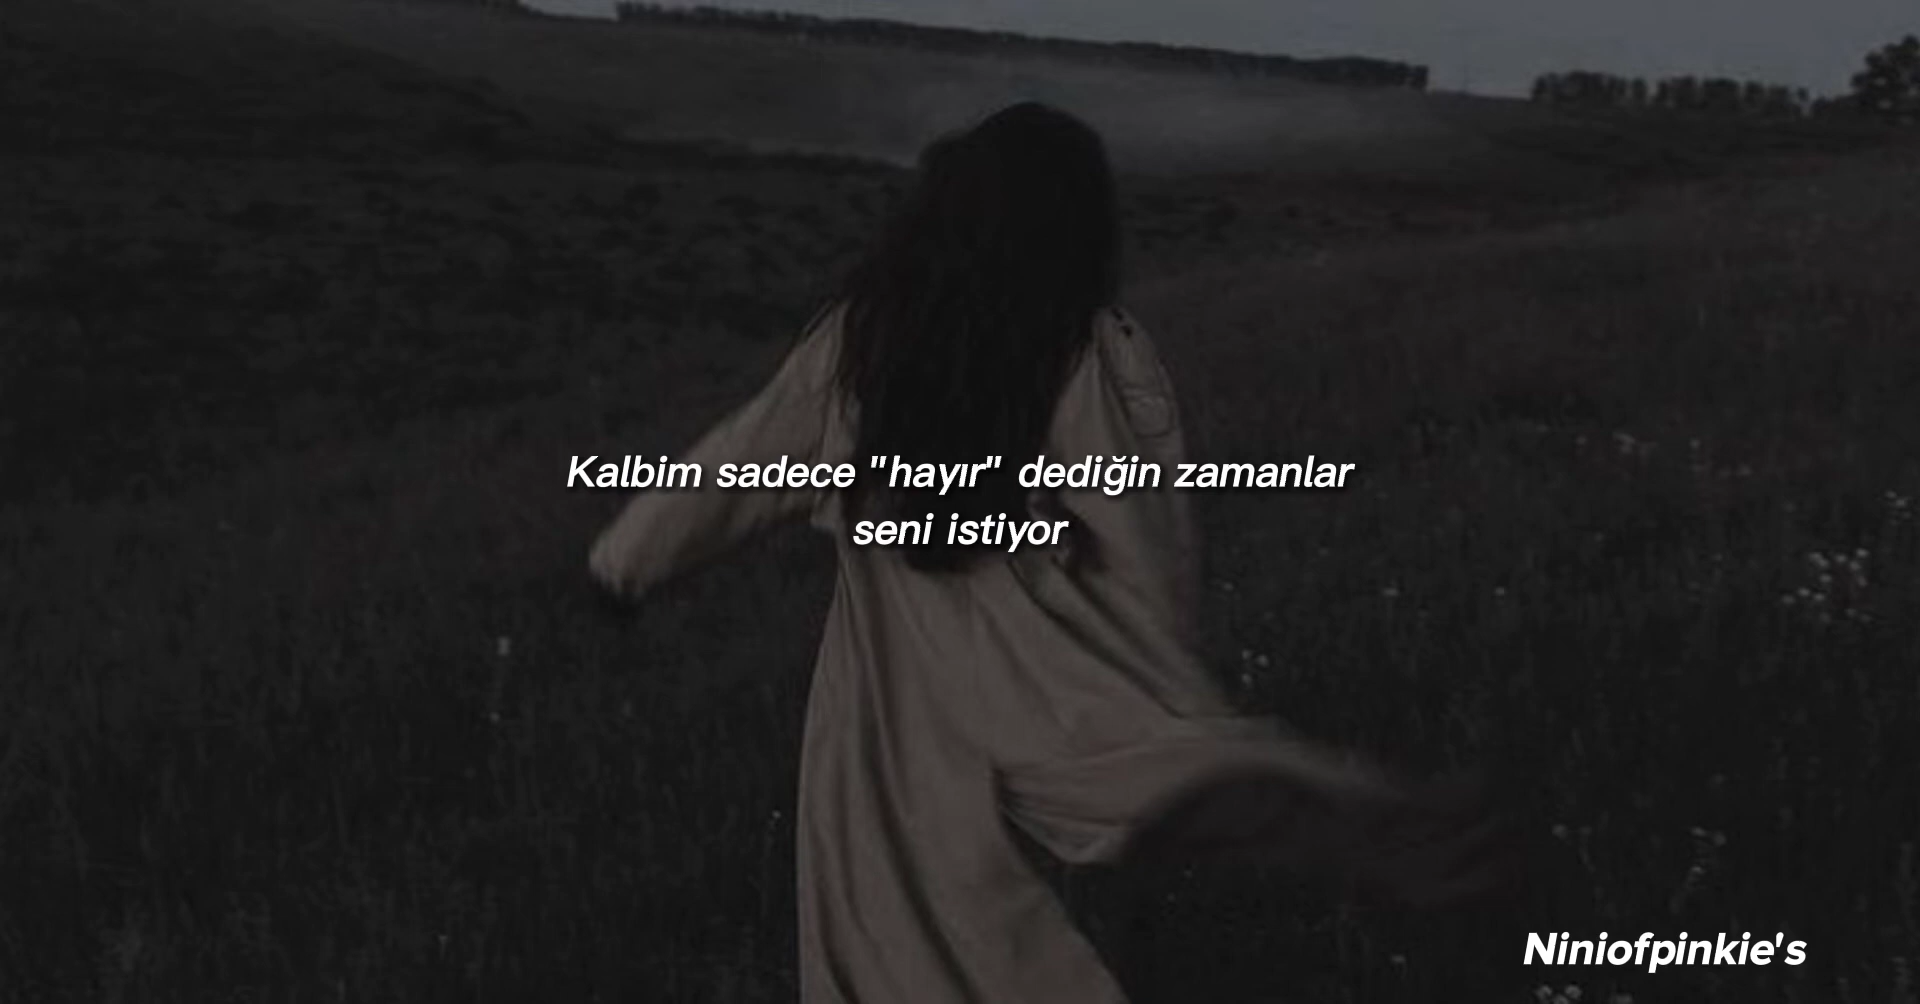 Kalbim sadece "hayır" dediğin zamanlar
seni istiyor
Niniofpinkie's